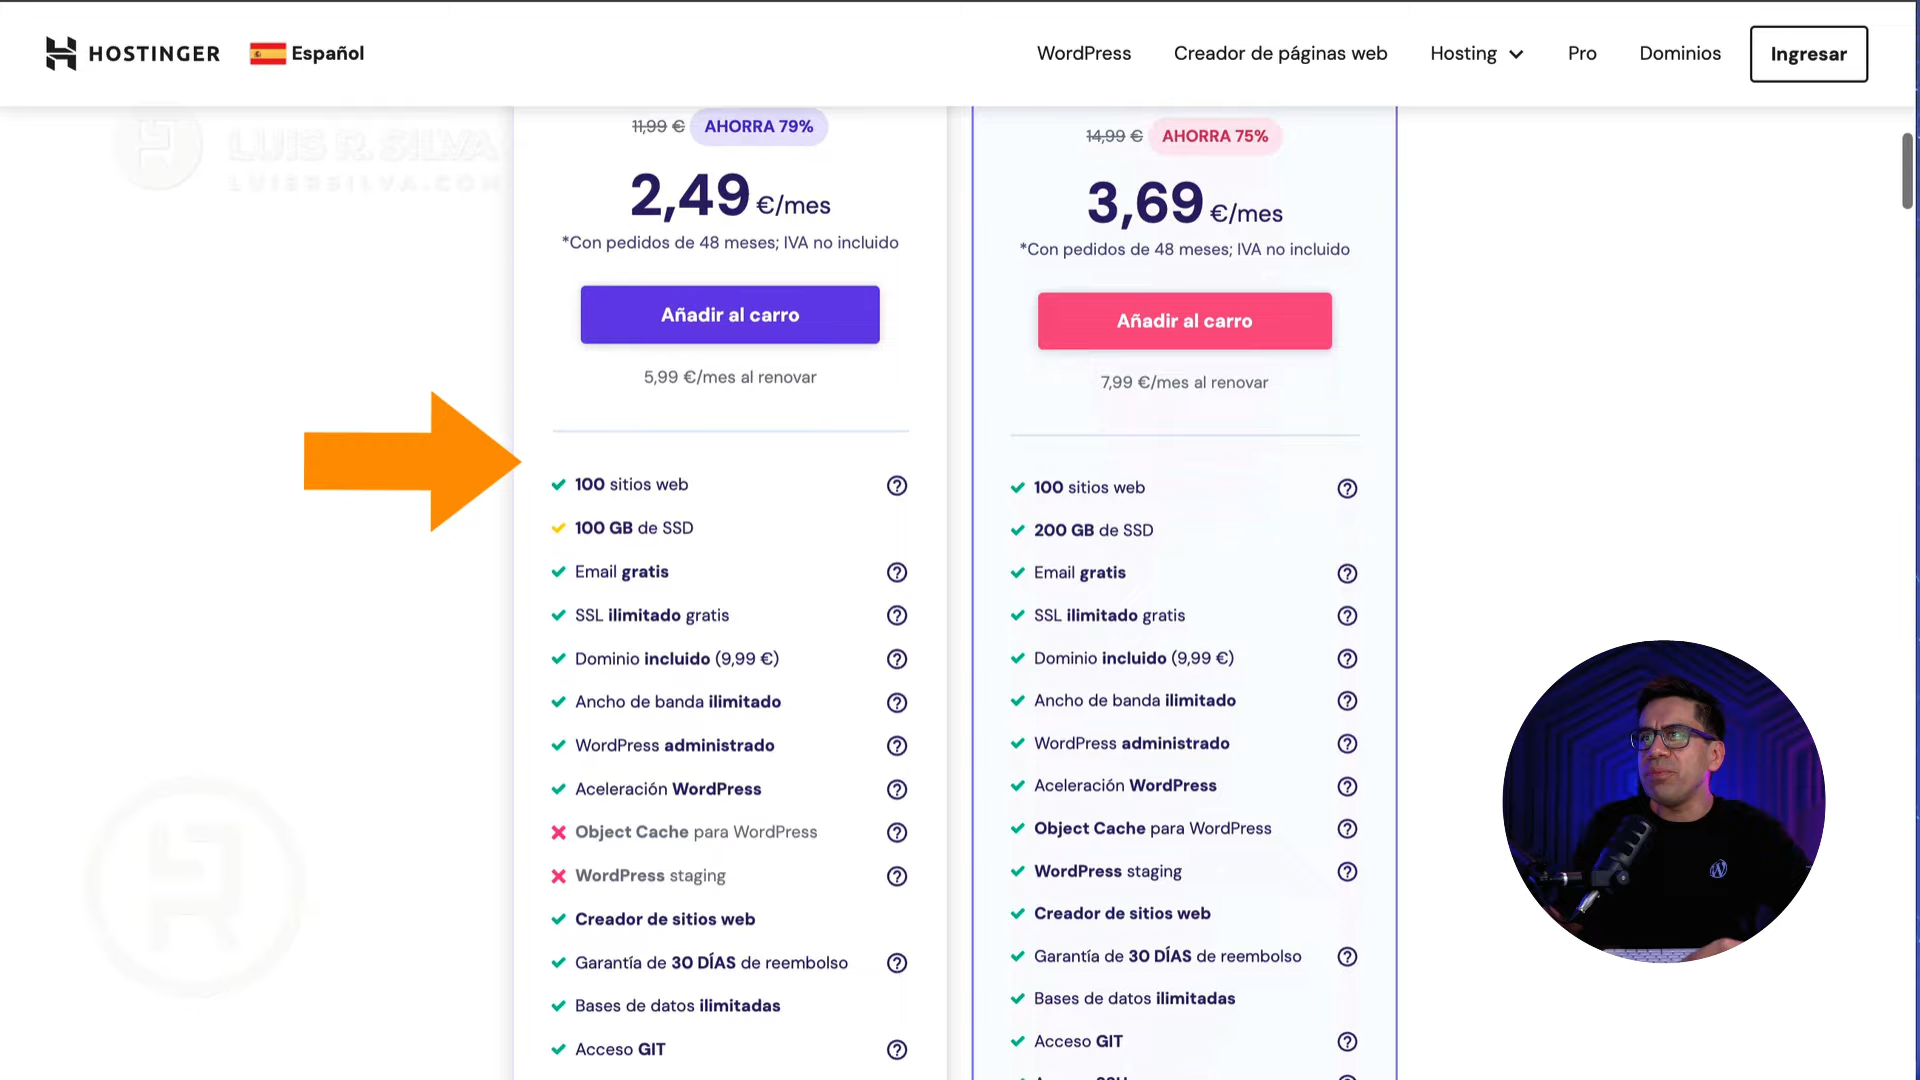 HOSTINGER
Español
WordPress
Creador de páginas web
Hosting
Pro
Dominios
Ingresar
LUIS R. SILVA
LUISRSILVA.COM
11,99 € AHORRA 79%
2,49 €/mes
*Con pedidos de 48 meses; IVA no incluido
Añadir al carro
5,99 €/mes al renovar
100 sitios web
100 GB de SSD
Email gratis
SSL ilimitado gratis
Dominio incluido (9,99 €)
Ancho de banda ilimitado
WordPress administrado
Aceleración WordPress
Object Cache para WordPress
WordPress staging
Creador de sitios web
Garantía de 30 DÍAS de reembolso
Bases de datos ilimitadas
Acceso GIT
14,99 € AHORRA 75%
3,69 €/mes
*Con pedidos de 48 meses; IVA no incluido
Añadir al carro
7,99 €/mes al renovar
100 sitios web
200 GB de SSD
Email gratis
SSL ilimitado gratis
Dominio incluido (9,99 €)
Ancho de banda ilimitado
WordPress administrado
Aceleración WordPress
Object Cache para WordPress
WordPress staging
Creador de sitios web
Garantía de 30 DÍAS de reembolso
Bases de datos ilimitadas
Acceso GIT